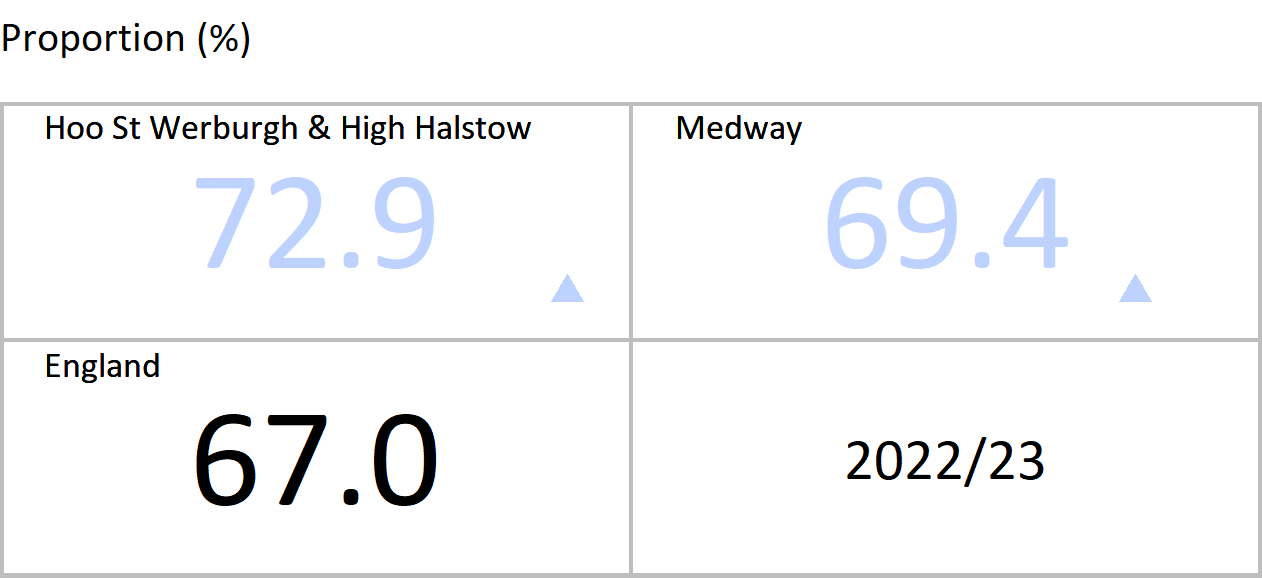 Proportion (%)
Hoo St Werburgh & High Halstow
72.9
Medway
69.4
England
67.0
2022/23